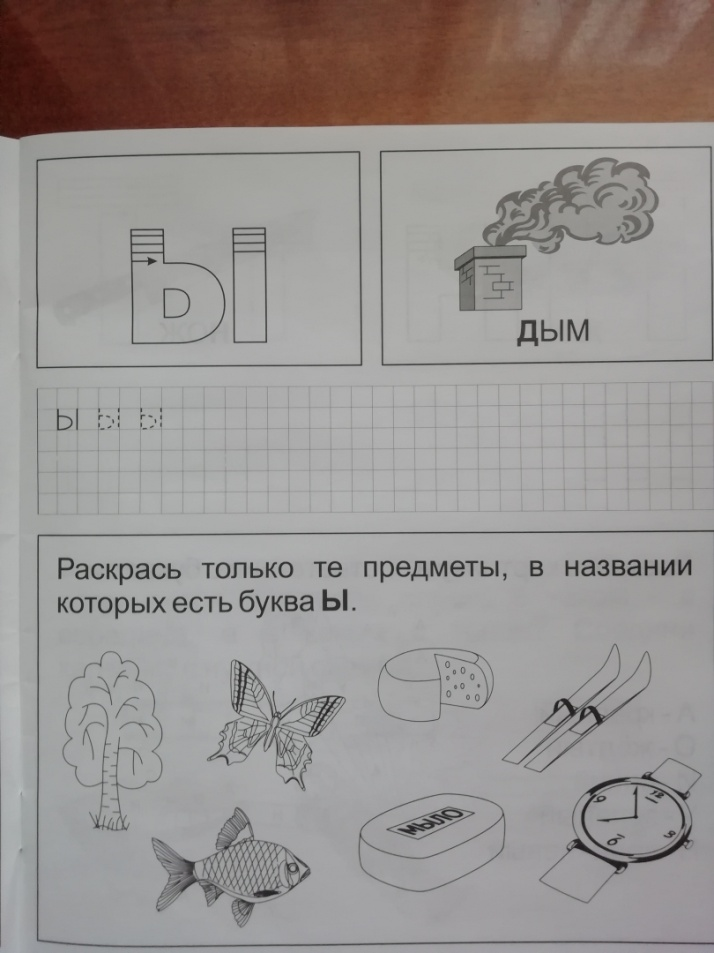 Ы
ДЫМ
Ы Ы Ы
Раскрась только те предметы, в названии
которых есть буква Ы.
МЫЛО